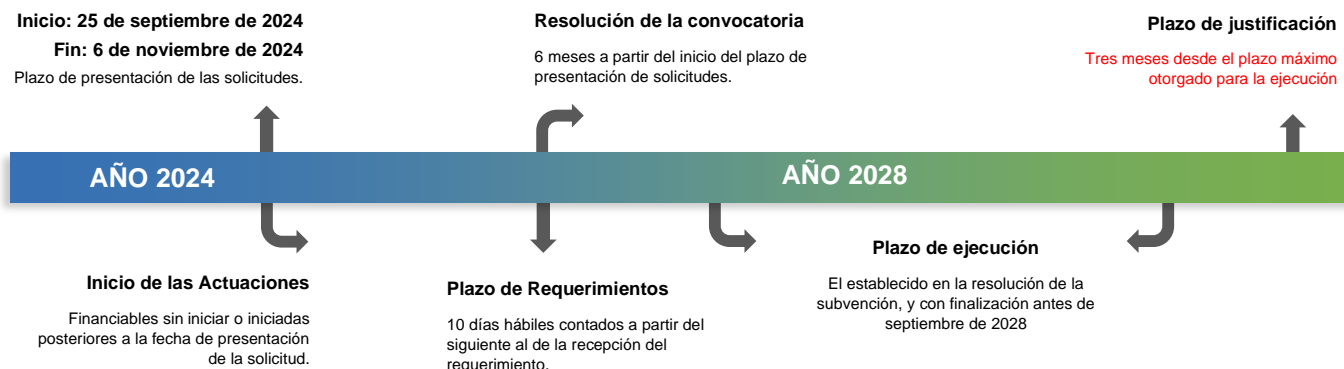 Inicio: 25 de septiembre de 2024
Fin: 6 de noviembre de 2024
Plazo de presentación de las solicitudes.
Resolución de la convocatoria
6 meses a partir del inicio del plazo de
presentación de solicitudes.
Plazo de justificación
Tres meses desde el plazo máximo
otorgado para la ejecución
AÑO 2024
AÑO 2028
Inicio de las Actuaciones
Financiables sin iniciar o iniciadas
posteriores a la fecha de presentación
de la solicitud.
Plazo de Requerimientos
10 días hábiles contados a partir del
siguiente al de la recepción del
requerimiento.
Plazo de ejecución
El establecido en la resolución de la
subvención, y con finalización antes de
septiembre de 2028